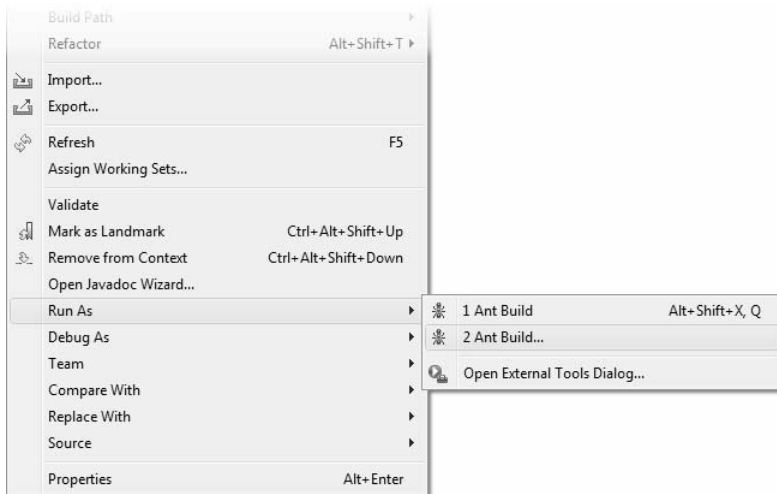 Build Path
Refactor Alt+Shift+T
Import...
Export...
Refresh F5
Assign Working Sets...
Validate
Mark as Landmark Ctrl+Alt+Shift+Up
Remove from Context Ctrl+Alt+Shift+Down
Open Javadoc Wizard...
Run As
1 Ant Build Alt+Shift+X, Q
Debug As
2 Ant Build...
Team
Open External Tools Dialog...
Compare With
Replace With
Source
Properties Alt+Enter